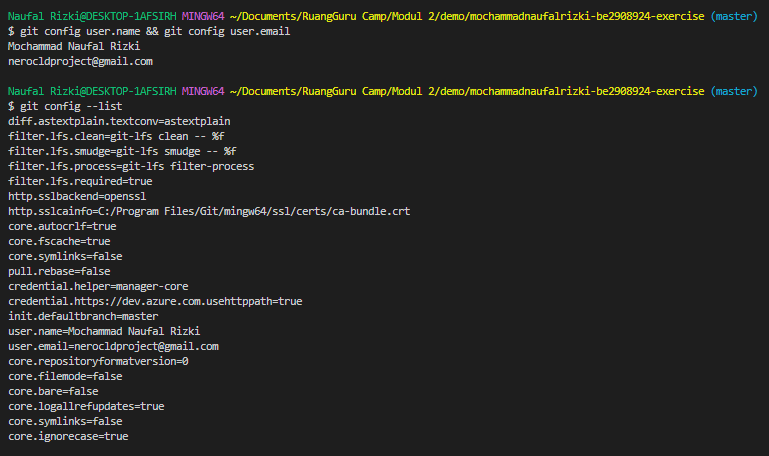 Naufal Rizki@DESKTOP-1AFSIRH MINGW64 ~/Documents/RuangGuru Camp/Modul 2/demo/mochammadnaufalrizki-be2908924-exercise (master)
$ git config user.name && git config user.email
Mochammad Naufal Rizki
nerocldproject@gmail.com
Naufal Rizki@DESKTOP-1AFSIRH MINGW64 ~/Documents/RuangGuru Camp/Modul 2/demo/mochammadnaufalrizki-be2908924-exercise (master)
$ git config --list
diff.astextplain.textconv=astextplain
filter.lfs.clean=git-lfs clean -- %f
filter.lfs.smudge=git-lfs smudge -- %f
filter.lfs.process=git-lfs filter-process
filter.lfs.required=true
http.sslbackend=openssl
http.sslcainfo=C:/Program Files/Git/mingw64/ssl/certs/ca-bundle.crt
core.autocrlf=true
core.fscache=true
core.symlinks=false
pull.rebase=false
credential.helper=manager-core
credential.https://dev.azure.com.usehttppath=true
init.defaultbranch=master
user.name=Mochammad Naufal Rizki
user.email=nerocldproject@gmail.com
core.repositoryformatversion=0
core.filemode=false
core.bare=false
core.logallrefupdates=true
core.symlinks=false
core.ignorecase=true